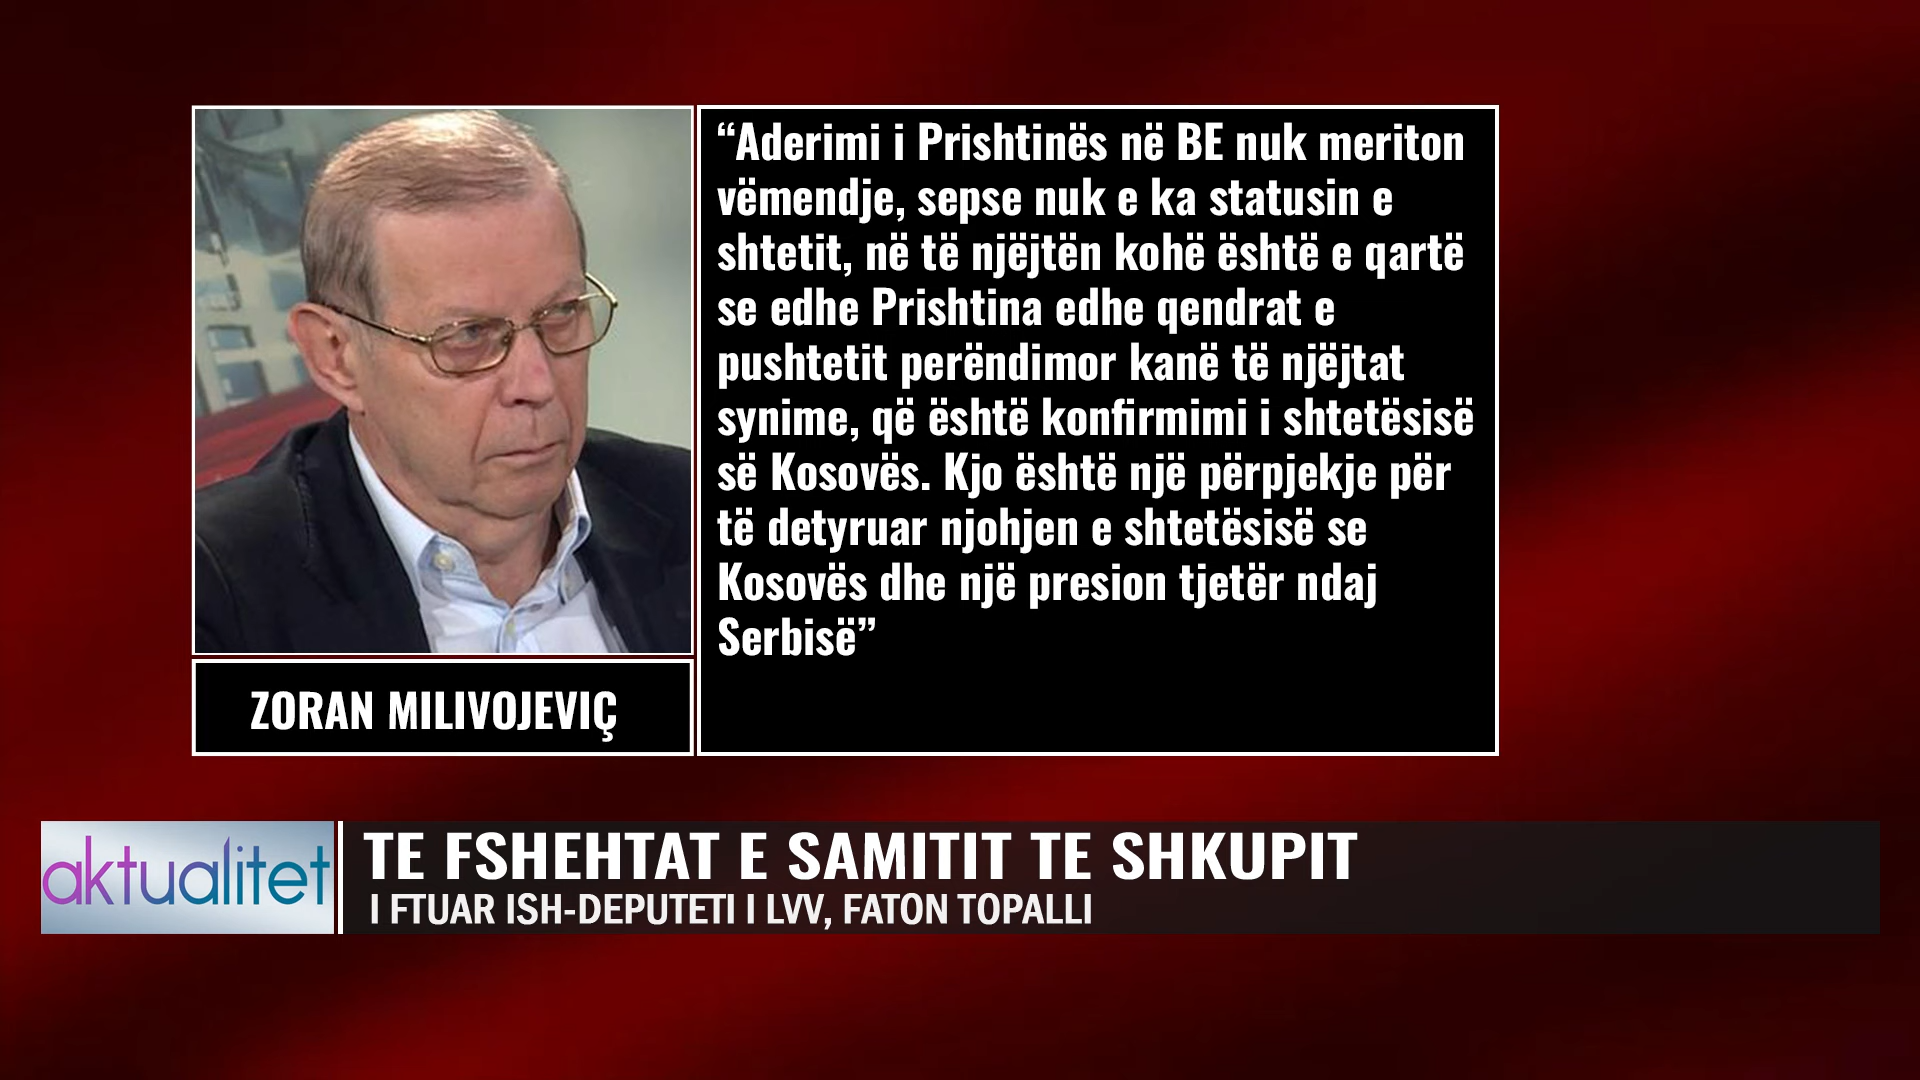 “Aderimi i Prishtinës në BE nuk meriton
vëmendje, sepse nuk e ka statusin e
shtetit, në të njëjtën kohë është e qartë
se edhe Prishtina edhe qendrat e
pushtetit perëndimor kanë të njëjtat
synime, që është konfirmimi i shtetësisë
së Kosovës. Kjo është një përpjekje për
të detyruar njohjen e shtetësisë se
Kosovës dhe një presion tjetër ndaj
Serbisë”
ZORAN MILIVOJEVIÇ
aktualitet
TE FSHEHTAT E SAMITIT TE SHKUPIT
I FTUAR ISH-DEPUTETI I LVV, FATON TOPALLI